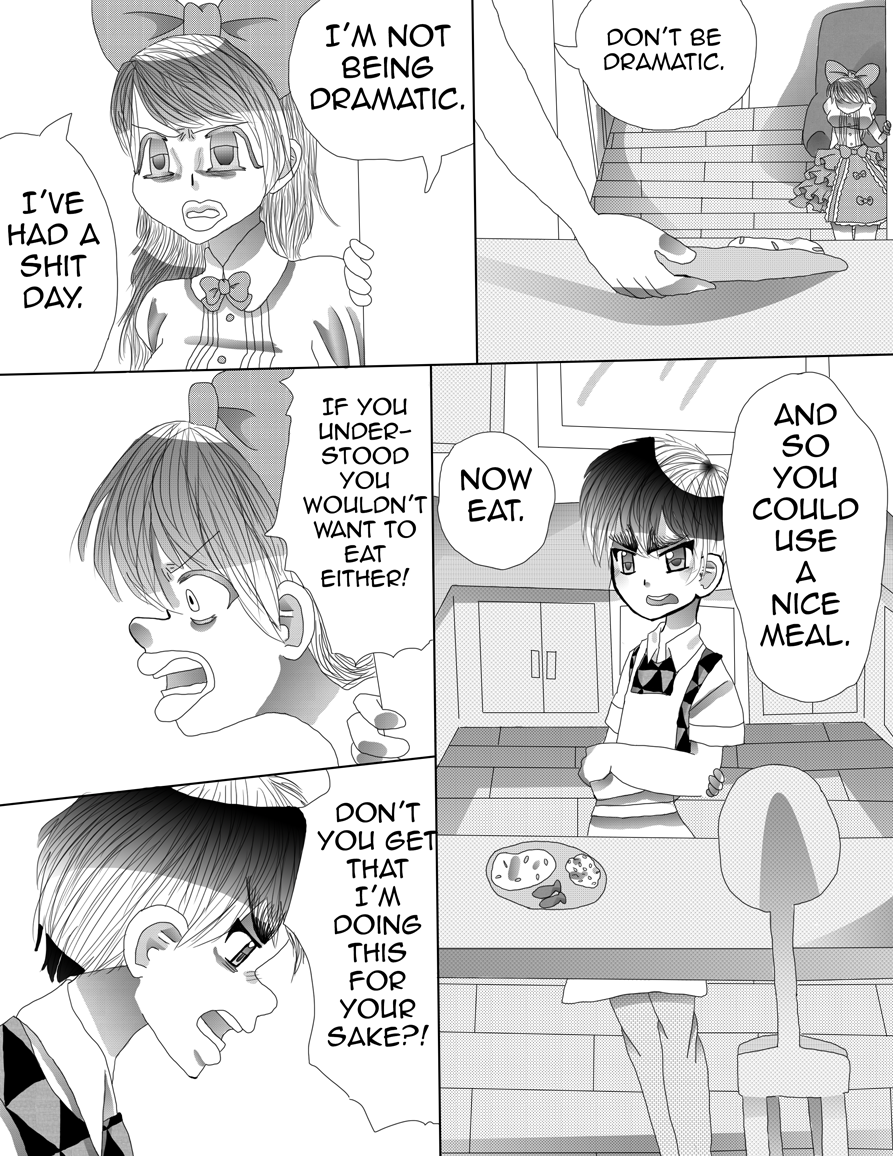 DON'T BE
DRAMATIC.
I'M NOT
BEING
DRAMATIC.
I'VE
HAD A
SHIT
DAY.
AND
SO
YOU
COULD
USE
A
NICE
MEAL.
NOW
EAT.
IF YOU
UNDER-
STOOD
YOU
WOULDN'T
WANT TO
EAT
EITHER!
DON'T
YOU GET
THAT
I'M
DOING
THIS
FOR
YOUR
SAKE?!